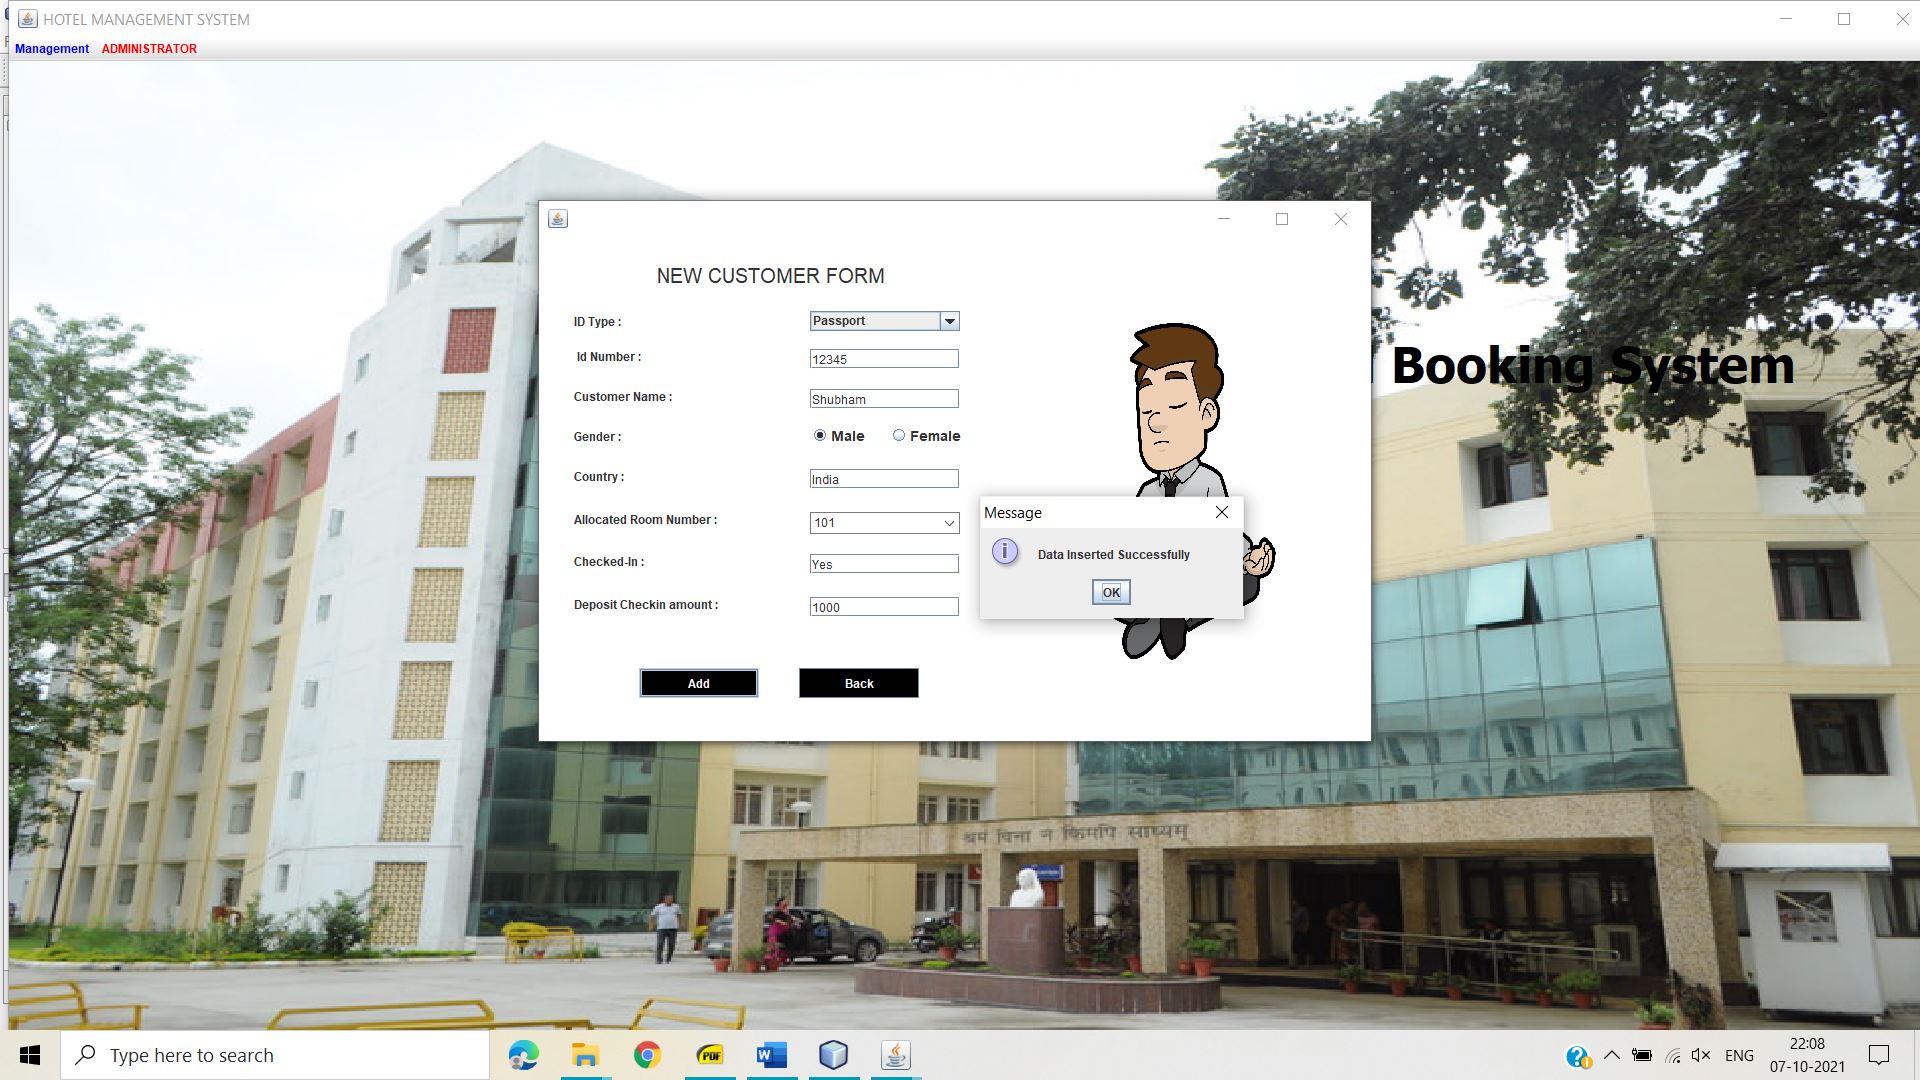 HOTEL MANAGEMENT SYSTEM
Management ADMINISTRATOR
Booking System
NEW CUSTOMER FORM
ID Type : Passport
Id Number : 12345
Customer Name : Shubham
Gender : Male Female
Country : India
Allocated Room Number : 101
Checked-In : Yes
Deposit Checkin amount : 1000
Add Back
Message
Data Inserted Successfully
OK
श्रम विना न किमपि साध्यम्
Type here to search
PDF
ENG
22:08
07-10-2021